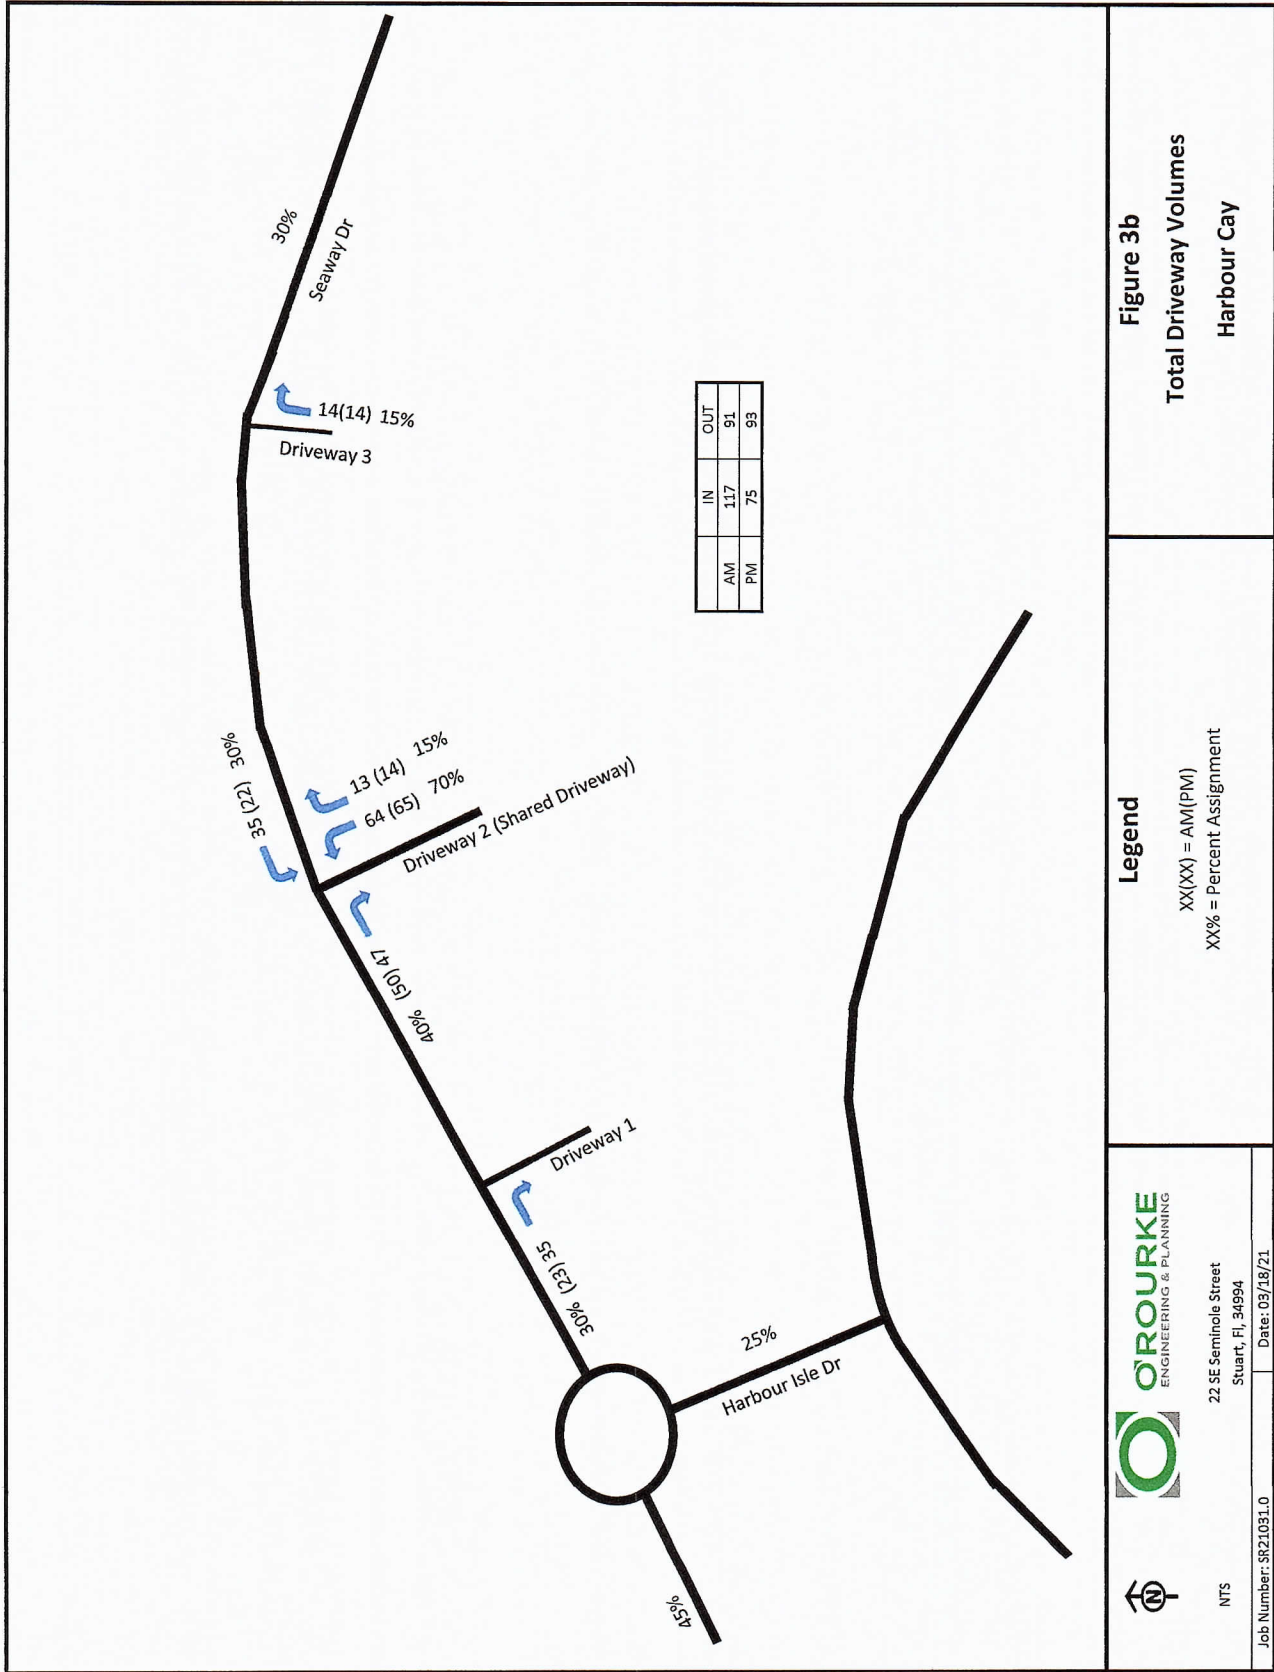 30%
Seaway Dr
14(14) 15%
Driveway 3
35 (22) 30%
13 (14) 15%
64 (65) 70%
Driveway 2 (Shared Driveway)
40% (50) 47
Driveway 1
30% (23) 35
25%
Harbour Isle Dr
45%
IN OUT
AM 117 91
PM 75 93
N
NTS
O'ROURKE
ENGINEERING & PLANNING
22 SE Seminole Street
Stuart, Fl, 34994
Job Number: SR21031.0 Date: 03/18/21
Legend
XX(XX) = AM(PM)
XX% = Percent Assignment
Figure 3b
Total Driveway Volumes
Harbour Cay